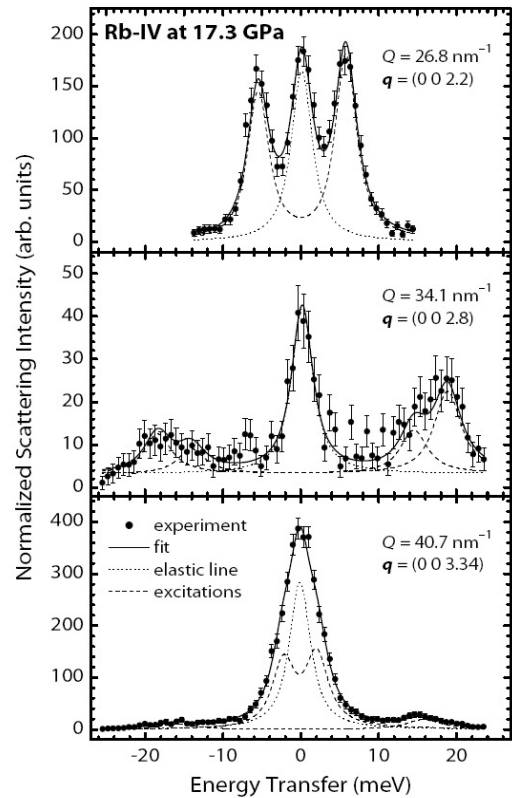 Rb-IV at 17.3 GPa
Q = 26.8 nm⁻¹
q = (0 0 2.2)
200
150
100
50
0
Q = 34.1 nm⁻¹
q = (0 0 2.8)
50
40
30
20
10
0
experiment
fit
elastic line
excitations
Q = 40.7 nm⁻¹
q = (0 0 3.34)
400
300
200
100
0
-20 -10 0 10 20
Energy Transfer (meV)
Normalized Scattering Intensity (arb. units)